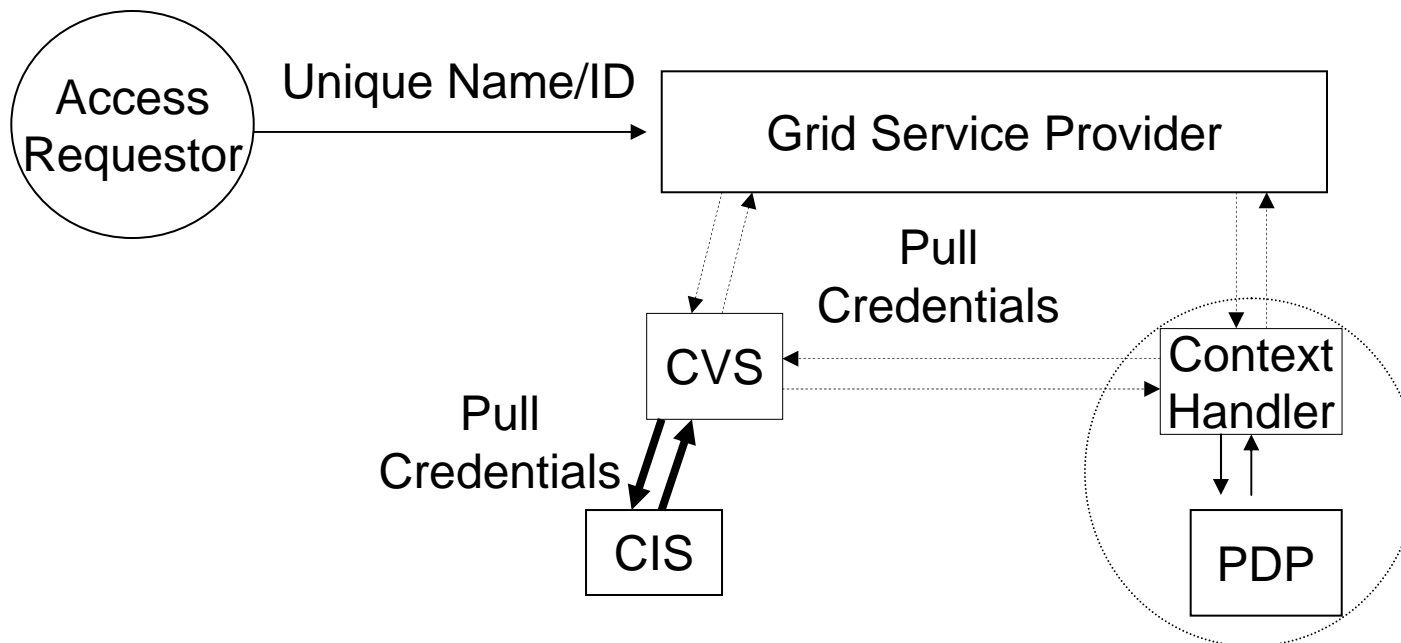 Access
Requestor
Unique Name/ID
Grid Service Provider
Pull
Credentials
CVS
Context
Handler
Pull
Credentials
CIS
PDP